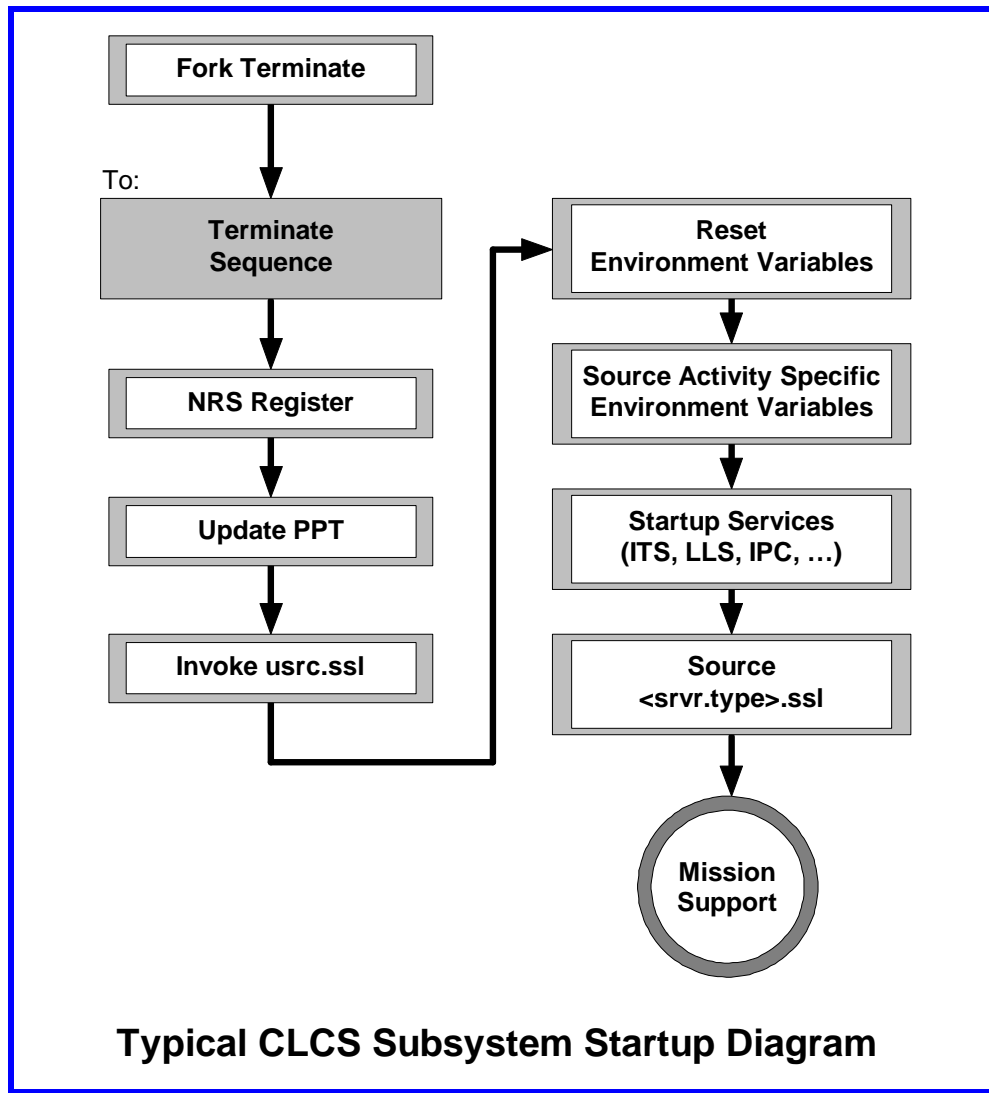 Fork Terminate
To:
Terminate
Sequence
NRS Register
Update PPT
Invoke usrc.ssl
Reset
Environment Variables
Source Activity Specific
Environment Variables
Startup Services
(ITS, LLS, IPC, …)
Source
<srvr.type>.ssl
Mission
Support
Typical CLCS Subsystem Startup Diagram